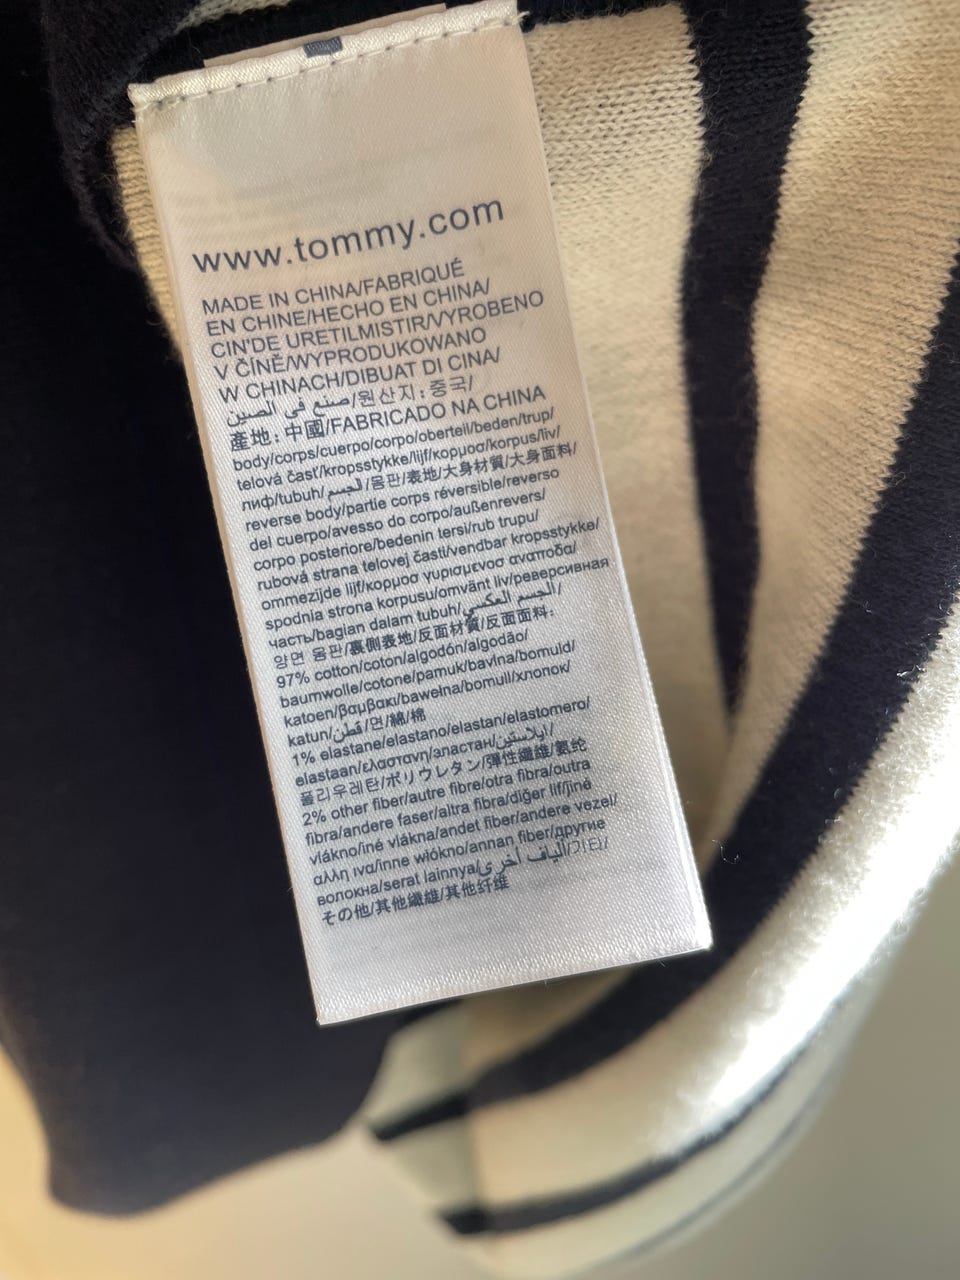 www.tommy.com
MADE IN CHINA/FABRIQUÉ
EN CHINE/HECHO EN CHINA/
CIN'DE URETILMISTIR/VYROBENO
V ČÍNĚ/WYPRODUKOWANO
W CHINACH/DIBUAT DI CINA/
صنع في الصين/원산지: 중국/
産地: 中國/FABRICADO NA CHINA
body/corps/cuerpo/corpo/oberteil/beden/trup/
telová časť/kropsstykke/lijf/κορμοσ/korpus/liv/
лиф/tubuh/الجسم/몸판/表地/大身材質/大身面料/
reverse body/partie corps réversible/reverso
del cuerpo/avesso do corpo/außenrevers/
corpo posteriore/bedenin tersi/rub trupu/
rubová strana telovej časti/vendbar kropsstykke/
ommezijde lijf/κορμοσ γυρισμενοσ αναποδα/
spodnia strona korpusu/omvänt liv/реверсивная
часть/bagian dalam tubuh/الجسم العكسي/
양면 몸판/裏側表地/反面材質/反面面料:
97% cotton/coton/algodón/algodão/
baumwolle/cotone/pamuk/bavlna/bomuld/
katoen/βαμβακι/bawełna/bomull/хлопок/
katun/قطن/면/綿/棉
1% elastane/elastano/elastan/elastomero/
elastaan/ελαστανη/эластан/ايلاستين/
폴리우레탄/ポリウレタン/彈性纖維/氨纶
2% other fiber/autre fibre/otra fibra/outra
fibra/andere faser/altra fibra/diğer lif/jiné
vlákno/iné vlákna/andet fiber/andere vezel/
αλλη ινα/inne włókno/annan fiber/другие
волокна/serat lainnya/ألياف أخرى/기타/
その他/其他纖維/其他纤维